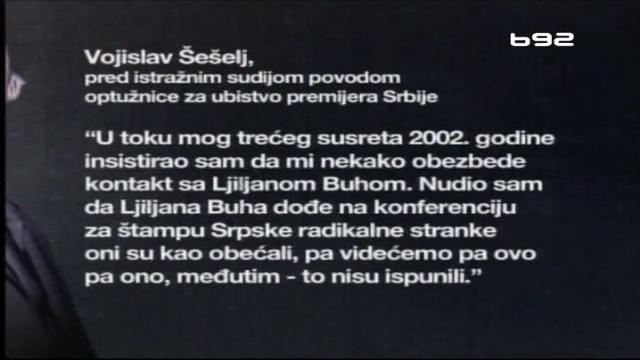 b92
Vojislav Šešelj,
pred istražnim sudijom povodom
optužnice za ubistvo premijera Srbije
“U toku mog trećeg susreta 2002. godine
insistirao sam da mi nekako obezbede
kontakt sa Ljiljanom Buhom. Nudio sam
da Ljiljana Buha dođe na konferenciju
za štampu Srpske radikalne stranke
oni su kao obećali, pa videćemo pa ovo
pa ono, međutim - to nisu ispunili.”